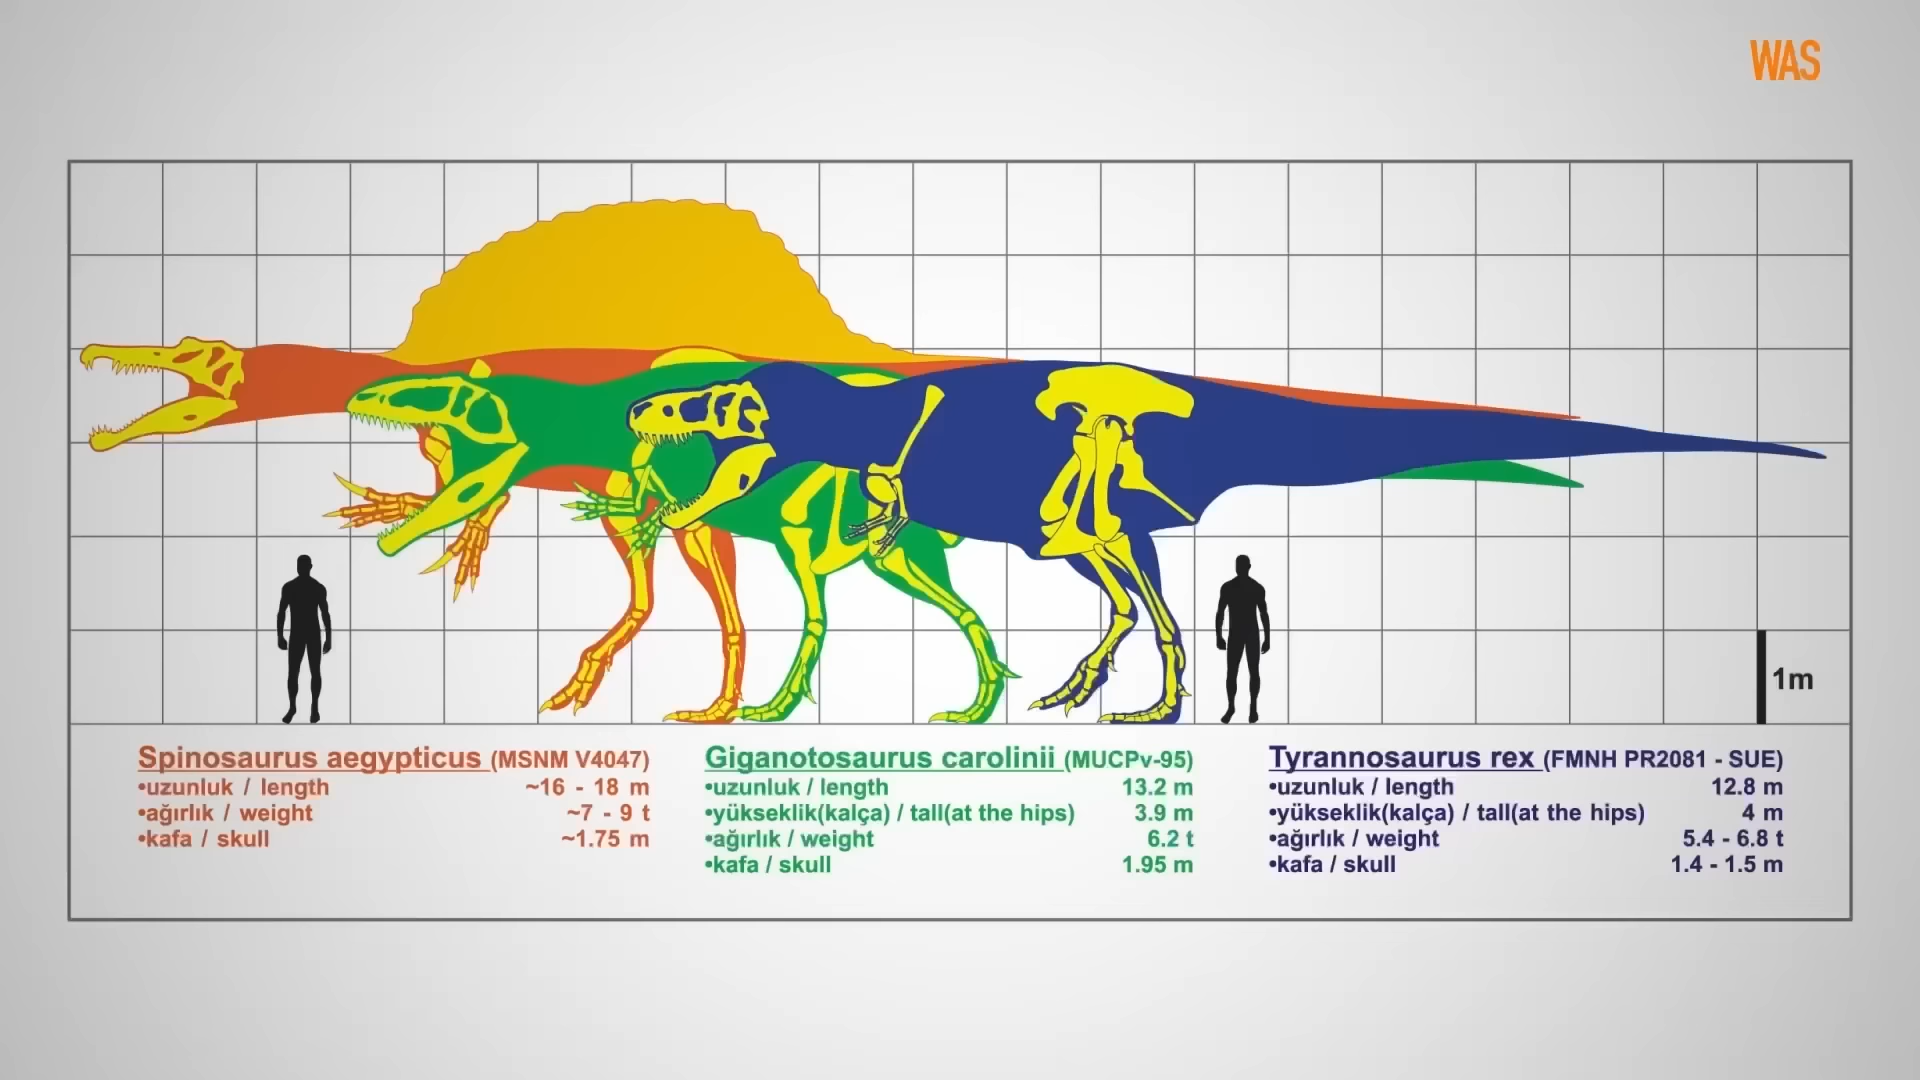 WAS
1m
Spinosaurus aegypticus (MSNM V4047)
•uzunluk / length ~16 - 18 m
•ağırlık / weight ~7 - 9 t
•kafa / skull ~1.75 m
Giganotosaurus carolinii (MUCPv-95)
•uzunluk / length 13.2 m
•yükseklik(kalça) / tall(at the hips) 3.9 m
•ağırlık / weight 6.2 t
•kafa / skull 1.95 m
Tyrannosaurus rex (FMNH PR2081 - SUE)
•uzunluk / length 12.8 m
•yükseklik(kalça) / tall(at the hips) 4 m
•ağırlık / weight 5.4 - 6.8 t
•kafa / skull 1.4 - 1.5 m